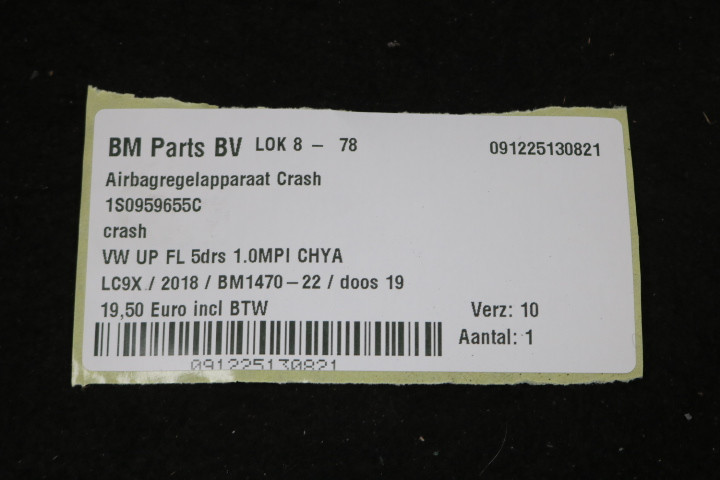 BM Parts BV LOK 8 - 78 091225130821
Airbagregelapparaat Crash
1S0959655C
crash
VW UP FL 5drs 1.0MPI CHYA
LC9X / 2018 / BM1470-22 / doos 19
19,50 Euro incl BTW Verz: 10
Aantal: 1
091225130821